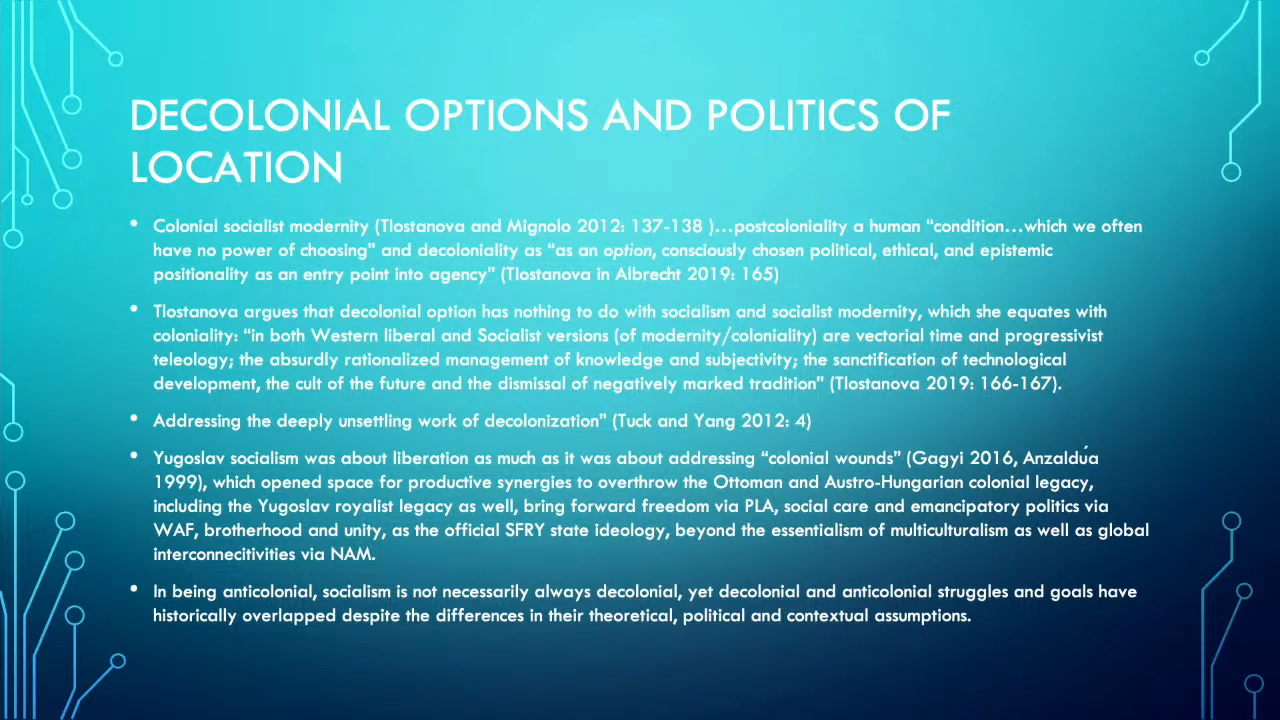 DECOLONIAL OPTIONS AND POLITICS OF
LOCATION
• Colonial socialist modernity (Tlostanova and Mignolo 2012: 137-138 )…postcoloniality a human “condition…which we often
have no power of choosing” and decoloniality as “as an option, consciously chosen political, ethical, and epistemic
positionality as an entry point into agency” (Tlostanova in Albrecht 2019: 165)
• Tlostanova argues that decolonial option has nothing to do with socialism and socialist modernity, which she equates with
coloniality: “in both Western liberal and Socialist versions (of modernity/coloniality) are vectorial time and progressivist
teleology; the absurdly rationalized management of knowledge and subjectivity; the sanctification of technological
development, the cult of the future and the dismissal of negatively marked tradition” (Tlostanova 2019: 166-167).
• Addressing the deeply unsettling work of decolonization” (Tuck and Yang 2012: 4)
• Yugoslav socialism was about liberation as much as it was about addressing “colonial wounds” (Gagyi 2016, Anzaldúa
1999), which opened space for productive synergies to overthrow the Ottoman and Austro-Hungarian colonial legacy,
including the Yugoslav royalist legacy as well, bring forward freedom via PLA, social care and emancipatory politics via
WAF, brotherhood and unity, as the official SFRY state ideology, beyond the essentialism of multiculturalism as well as global
interconnecitivities via NAM.
• In being anticolonial, socialism is not necessarily always decolonial, yet decolonial and anticolonial struggles and goals have
historically overlapped despite the differences in their theoretical, political and contextual assumptions.